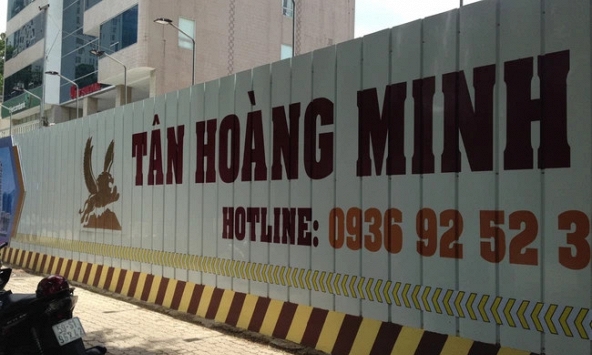 TÂN HOÀNG MINH
HOTLINE: 0936 92 52 3